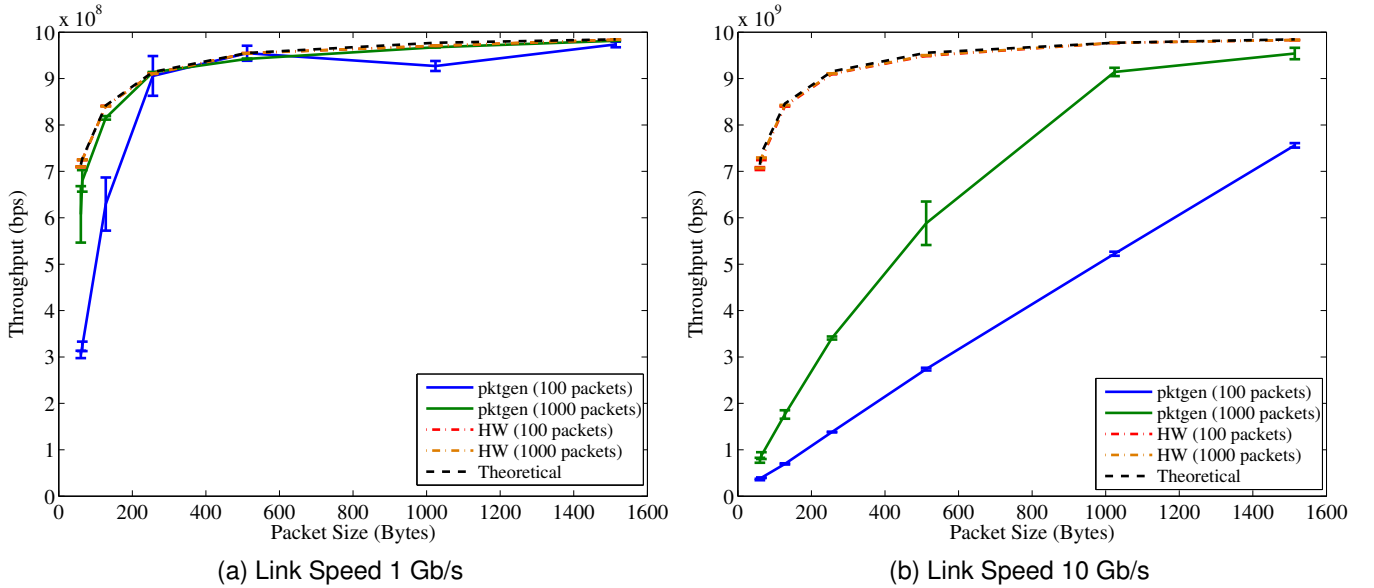 x 10^8
10
9
8
7
6
5
4
3
2
1
0
Throughput (bps)
0 200 400 600 800 1000 1200 1400 1600
Packet Size (Bytes)
pktgen (100 packets)
pktgen (1000 packets)
HW (100 packets)
HW (1000 packets)
Theoretical
(a) Link Speed 1 Gb/s
x 10^9
10
9
8
7
6
5
4
3
2
1
0
Throughput (bps)
0 200 400 600 800 1000 1200 1400 1600
Packet Size (Bytes)
pktgen (100 packets)
pktgen (1000 packets)
HW (100 packets)
HW (1000 packets)
Theoretical
(b) Link Speed 10 Gb/s